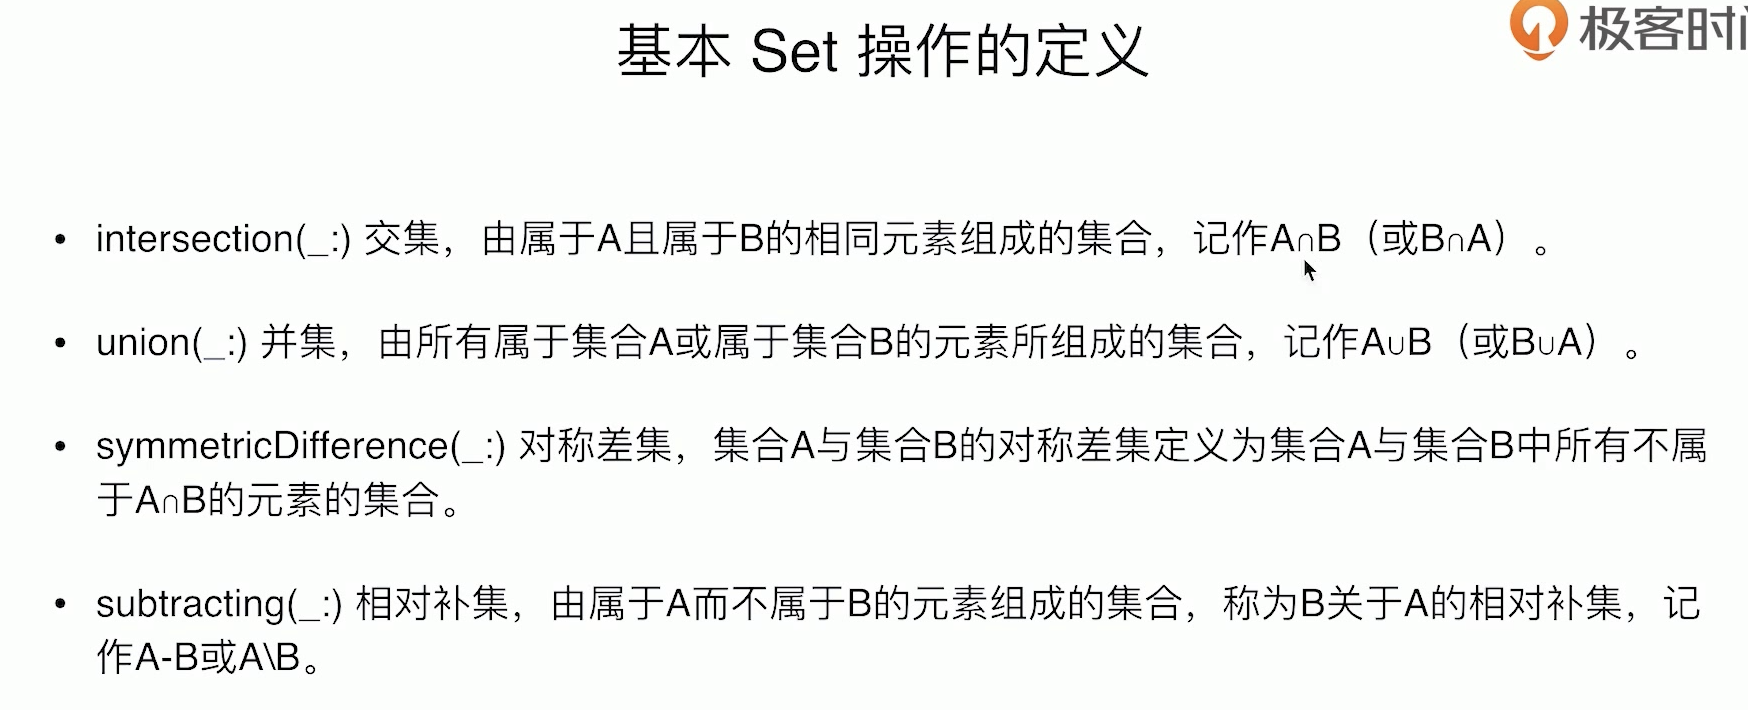 基本 Set 操作的定义
极客时间
• intersection(_:) 交集，由属于A且属于B的相同元素组成的集合，记作A∩B（或B∩A）。
• union(_:) 并集，由所有属于集合A或属于集合B的元素所组成的集合，记作A∪B（或B∪A）。
• symmetricDifference(_:) 对称差集，集合A与集合B的对称差集定义为集合A与集合B中所有不属
于A∩B的元素的集合。
• subtracting(_:) 相对补集，由属于A而不属于B的元素组成的集合，称为B关于A的相对补集，记
作A-B或A\B。